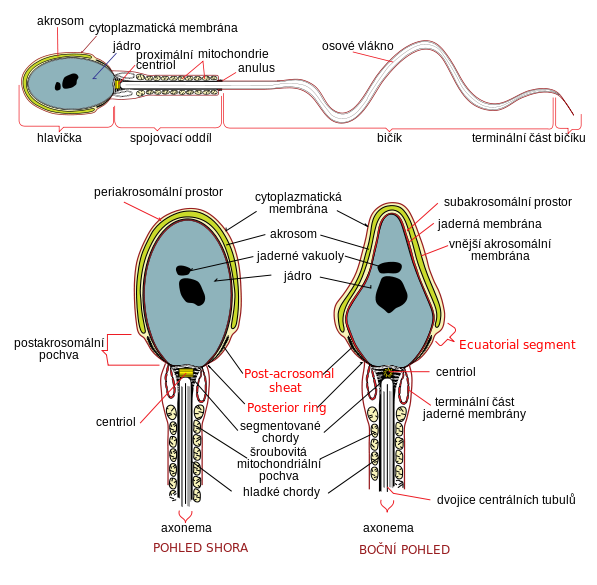 akrosom
cytoplazmatická membrána
jádro
proximální
centriol
mitochondrie
anulus
osové vlákno
hlavička
spojovací oddíl
bičík
terminální část bičíku
periakrosomální prostor
cytoplazmatická
membrána
akrosom
jaderné vakuoly
jádro
subakrosomální prostor
jaderná membrána
vnější akrosomální
membrána
postakrosomální
pochva
Ecuatorial segment
Post-acrosomal
sheat
Posterior ring
centriol
centriol
segmentované
chordy
terminální část
jaderné membrány
šroubovitá
mitochondriální
pochva
hladké chordy
dvojice centrálních tubulů
axonema
axonema
POHLED SHORA
BOČNÍ POHLED